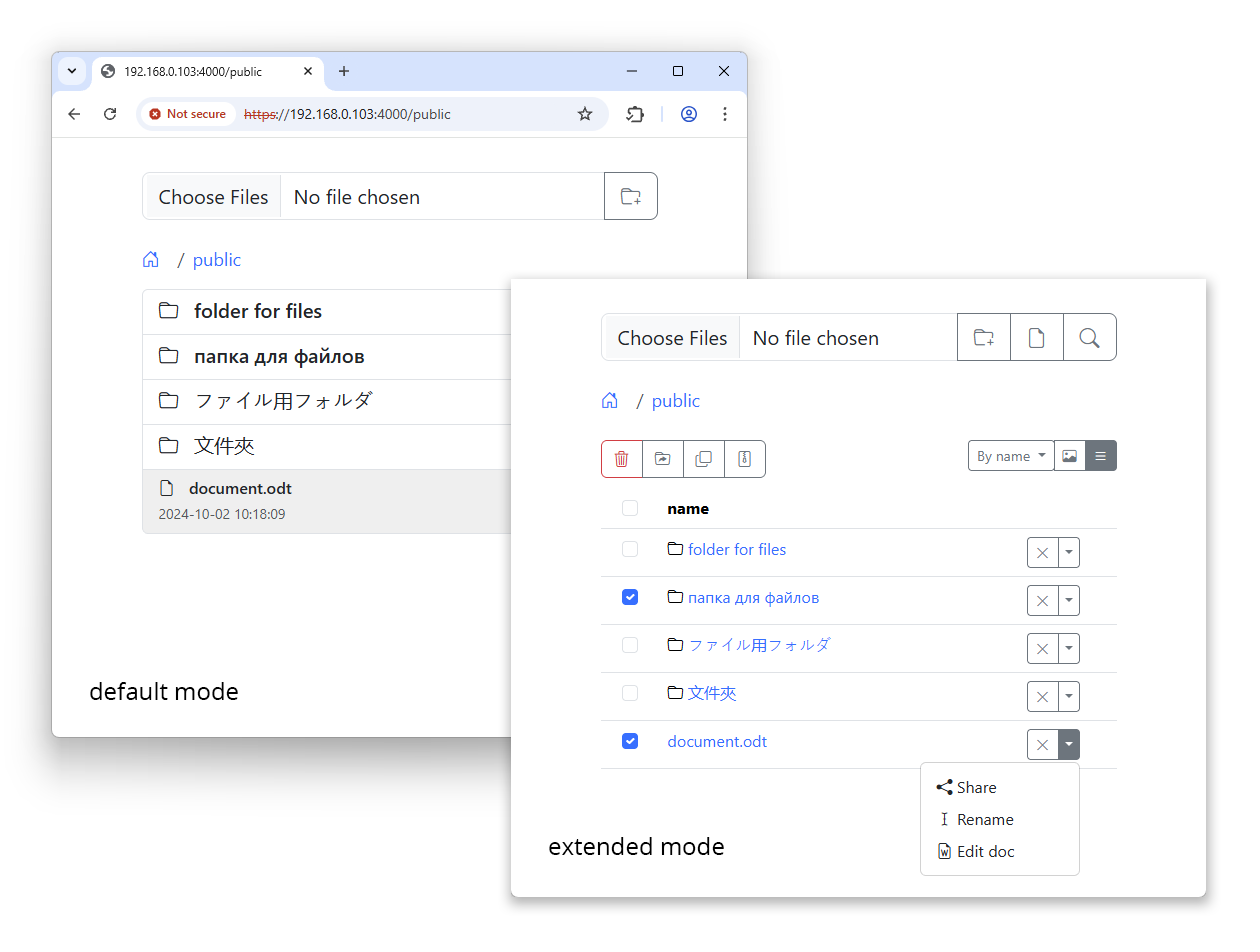 192.168.0.103:4000/public
Not secure
https://192.168.0.103:4000/public
Choose Files
No file chosen
/ public
folder for files
папка для файлов
ファイル用フォルダ
文件夾
document.odt
2024-10-02 10:18:09
default mode
Choose Files
No file chosen
/ public
By name
name
folder for files
папка для файлов
ファイル用フォルダ
文件夾
document.odt
Share
Rename
Edit doc
extended mode